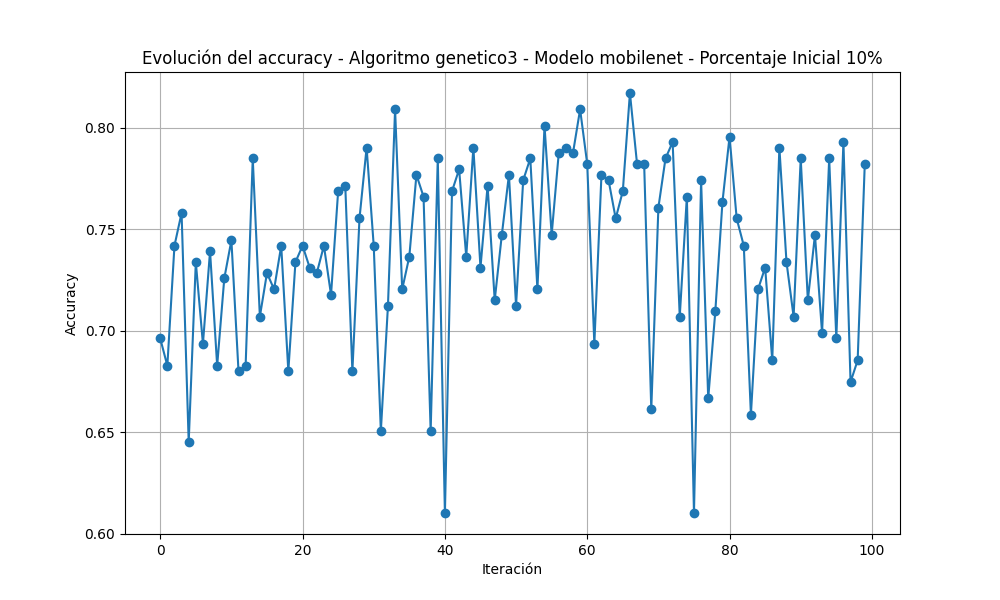 Evolución del accuracy - Algoritmo genetico3 - Modelo mobilenet - Porcentaje Inicial 10%
0.80
0.75
0.70
0.65
0.60
Accuracy
0 20 40 60 80 100
Iteración